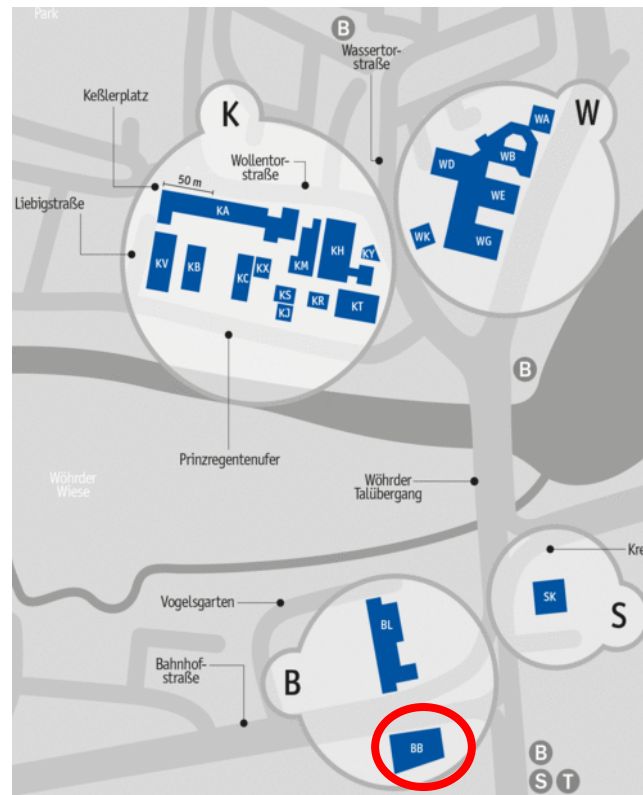 Park
B
Wassertor-
straße
Keßlerplatz
K
W
WA
WB
WD
WE
WK
WG
Wollentor-
straße
50 m
Liebigstraße
KA
KH
KY
KV
KB
KC
KX
KM
KS
KR
KT
KJ
B
Prinzregentenufer
Wöhrder
Wiese
Wöhrder
Talübergang
Kre
SK
S
Vogelsgarten
BL
B
Bahnhof-
straße
BB
B
S T